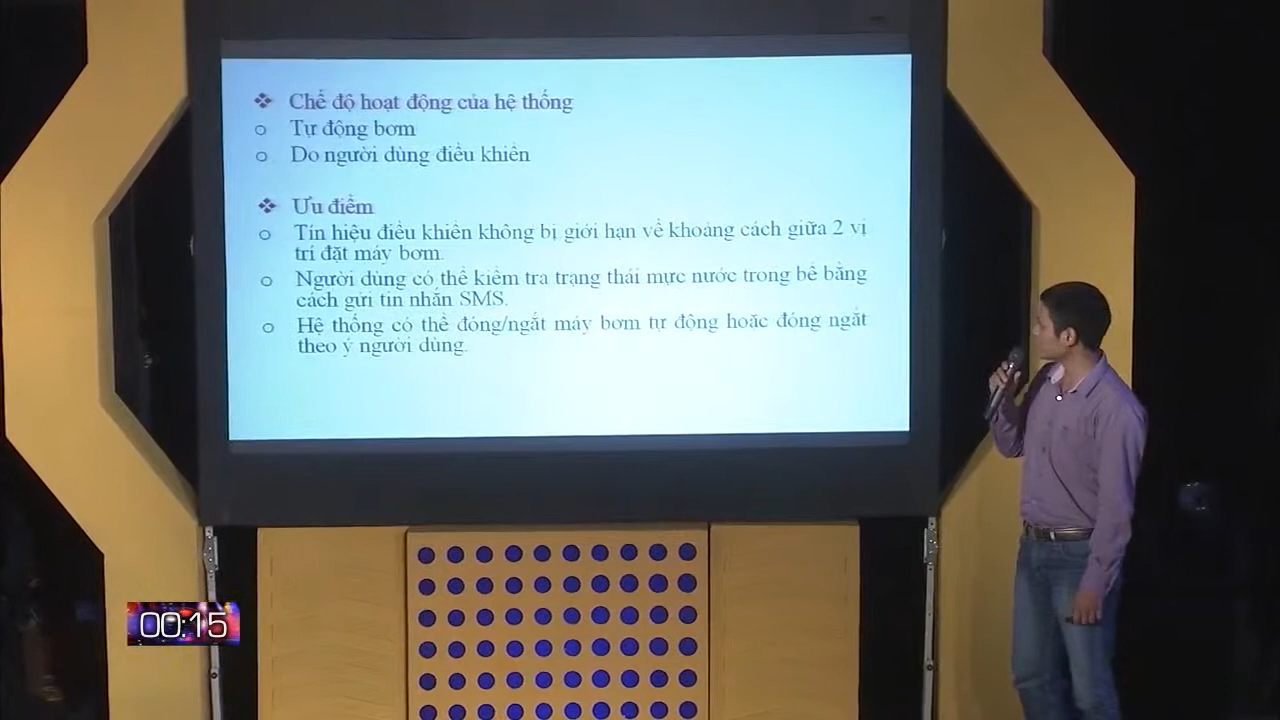 ❖ Chế độ hoạt động của hệ thống
o Tự động bơm
o Do người dùng điều khiển
❖ Ưu điểm
o Tín hiệu điều khiển không bị giới hạn về khoảng cách giữa 2 vị
trí đặt máy bơm.
o Người dùng có thể kiểm tra trạng thái mực nước trong bể bằng
cách gửi tin nhắn SMS.
o Hệ thống có thể đóng/ngắt máy bơm tự động hoặc đóng ngắt
theo ý người dùng.
00:15